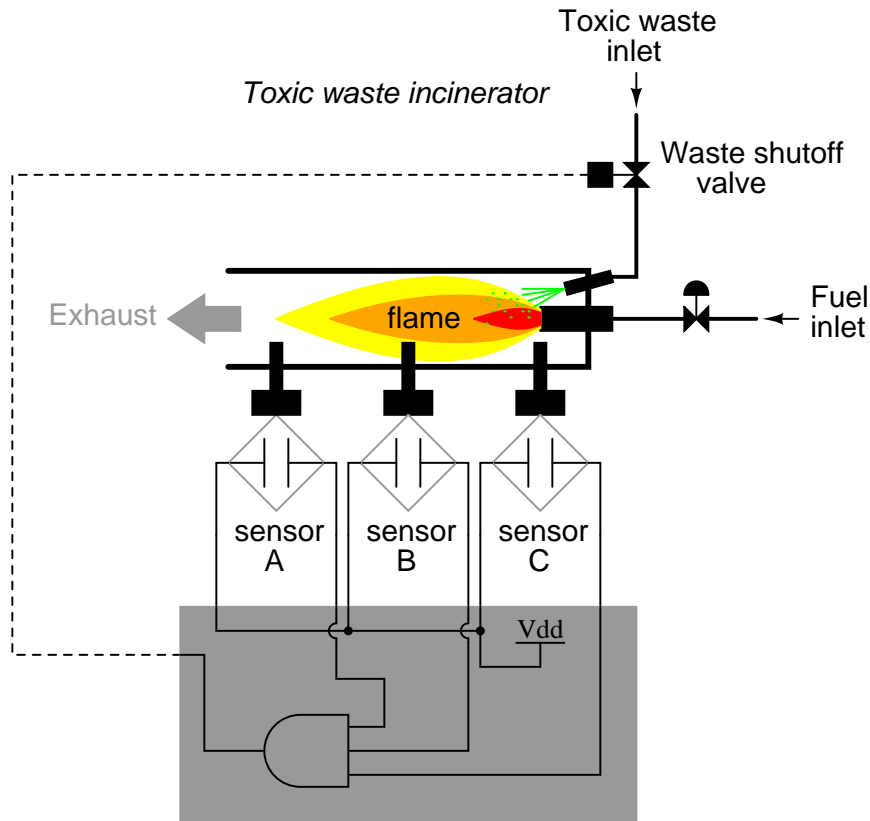 Toxic waste
inlet
Toxic waste incinerator
Waste shutoff
valve
Exhaust
flame
Fuel
inlet
sensor
A
sensor
B
sensor
C
Vdd